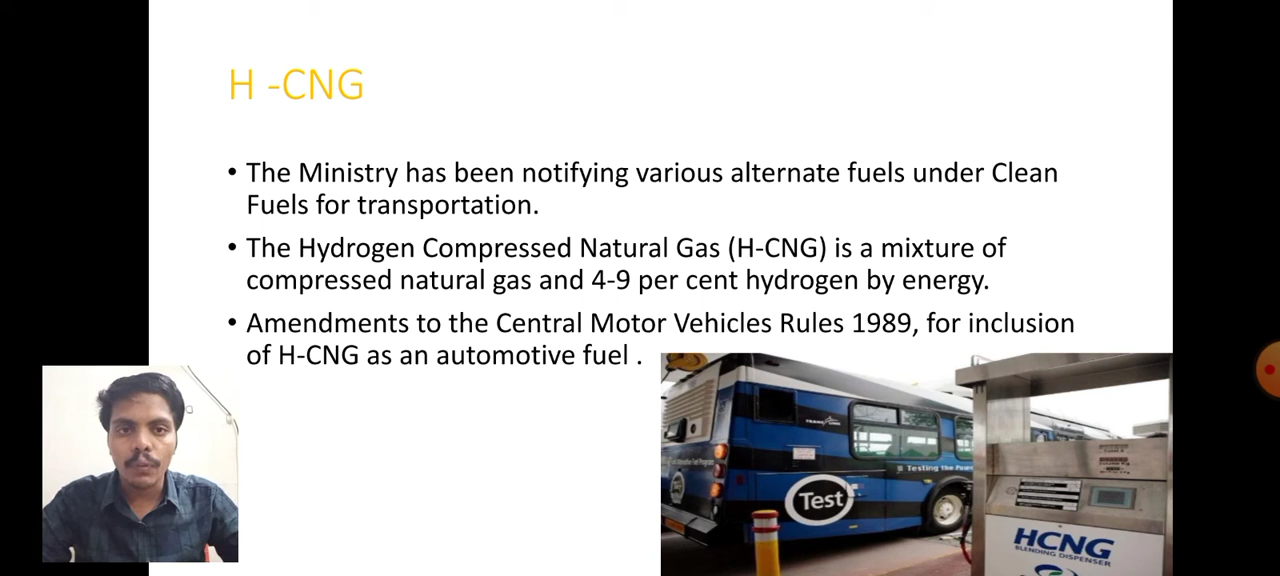 H -CNG
• The Ministry has been notifying various alternate fuels under Clean
Fuels for transportation.
• The Hydrogen Compressed Natural Gas (H-CNG) is a mixture of
compressed natural gas and 4-9 per cent hydrogen by energy.
• Amendments to the Central Motor Vehicles Rules 1989, for inclusion
of H-CNG as an automotive fuel .
Testing the
Test
HCNG
BLENDING DISPENSER